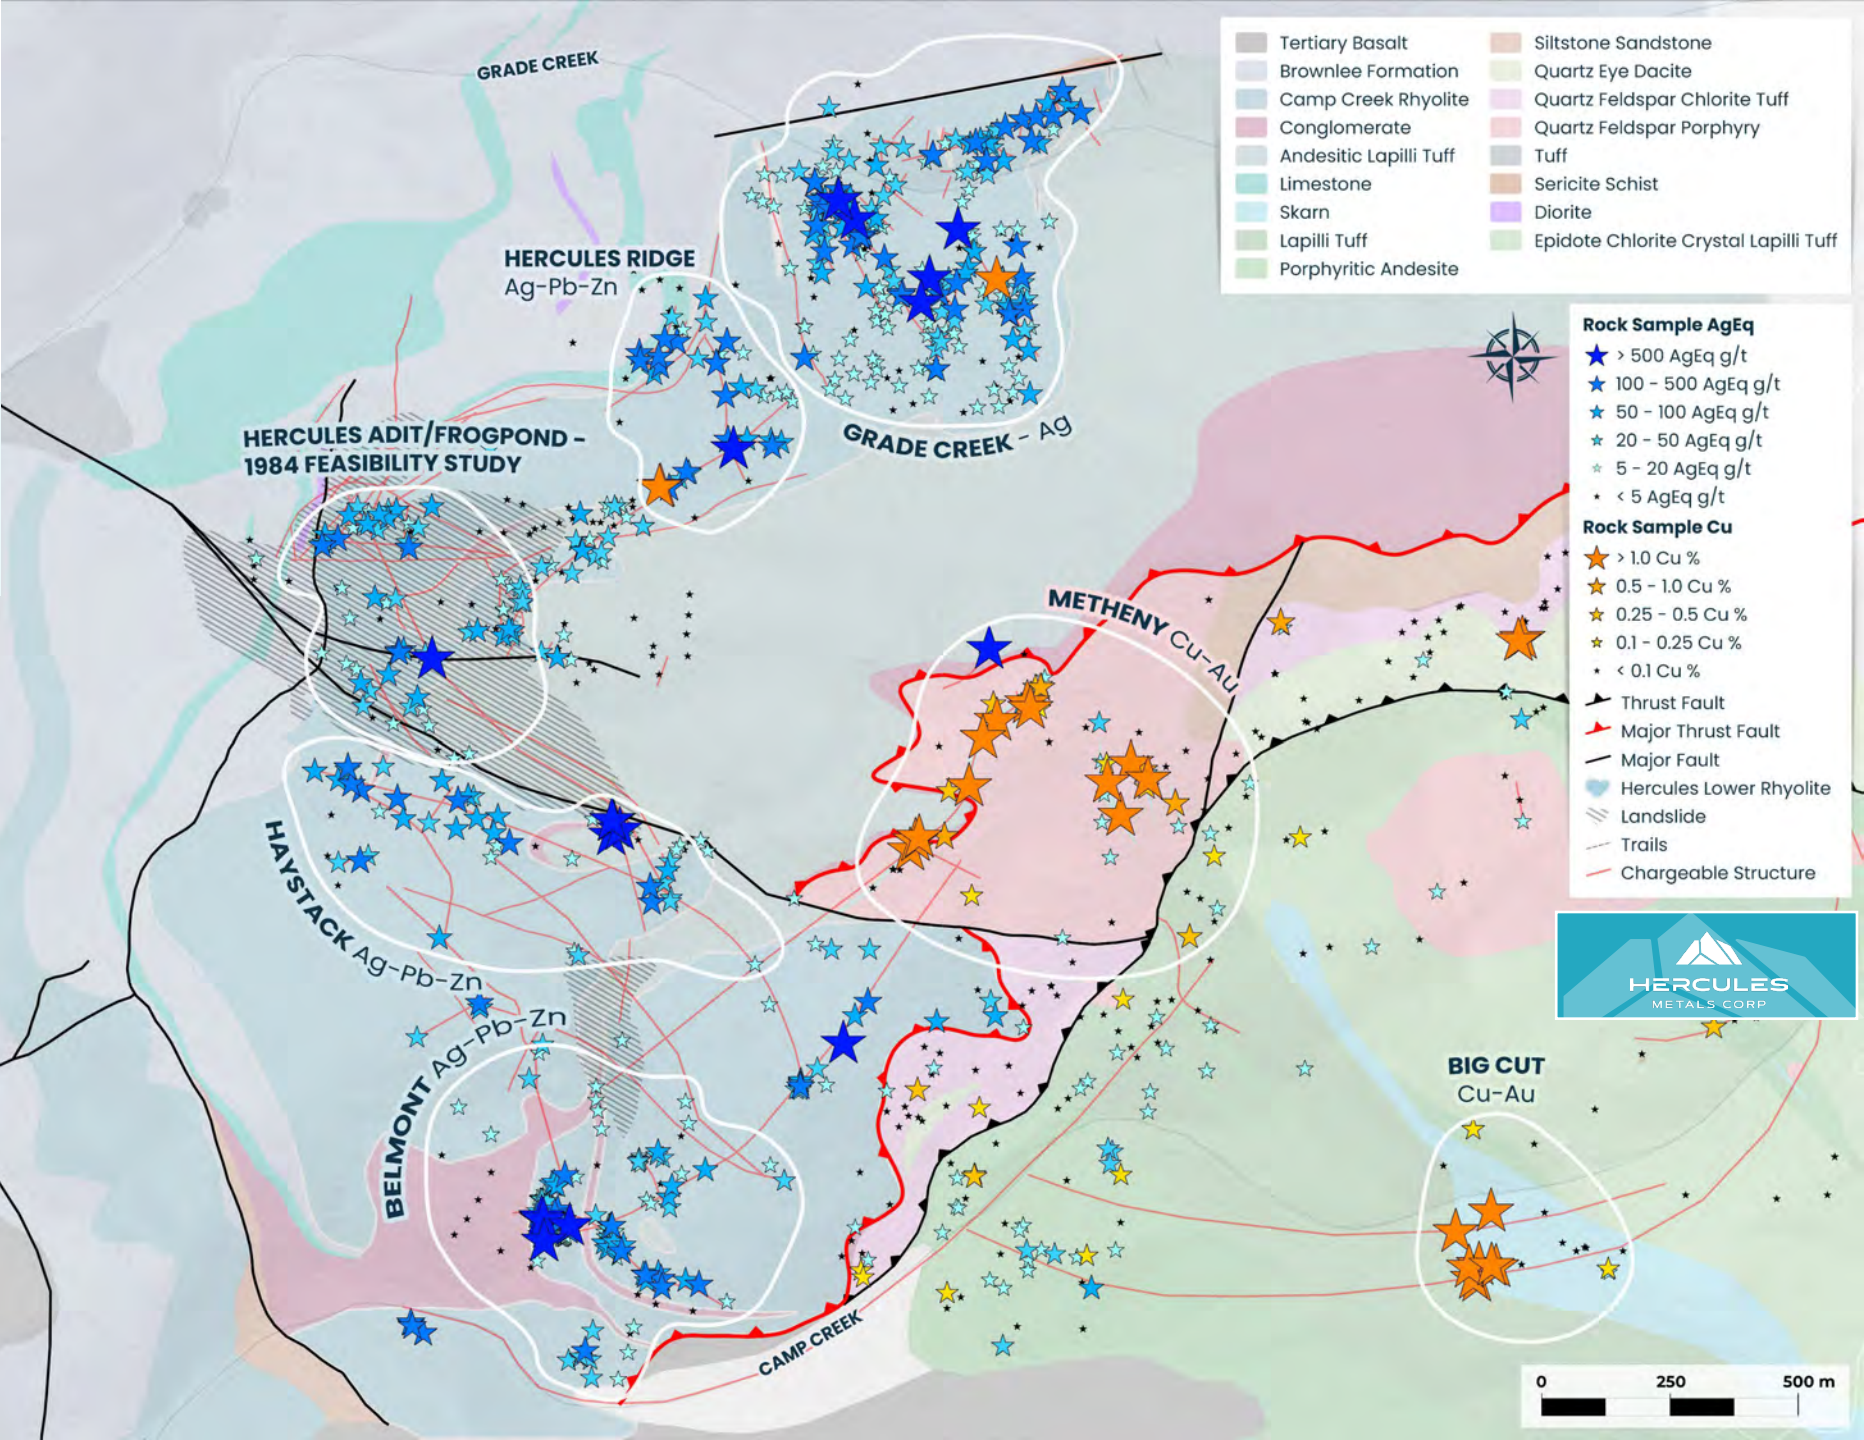 GRADE CREEK
HERCULES RIDGE
Ag-Pb-Zn
HERCULES ADIT/FROGPOND -
1984 FEASIBILITY STUDY
GRADE CREEK - Ag
METHENY Cu-Au
HAYSTACK Ag-Pb-Zn
BELMONT Ag-Pb-Zn
BIG CUT
Cu-Au
CAMP CREEK
Tertiary Basalt
Brownlee Formation
Camp Creek Rhyolite
Conglomerate
Andesitic Lapilli Tuff
Limestone
Skarn
Lapilli Tuff
Porphyritic Andesite
Siltstone Sandstone
Quartz Eye Dacite
Quartz Feldspar Chlorite Tuff
Quartz Feldspar Porphyry
Tuff
Sericite Schist
Diorite
Epidote Chlorite Crystal Lapilli Tuff
Rock Sample AgEq
> 500 AgEq g/t
100 - 500 AgEq g/t
50 - 100 AgEq g/t
20 - 50 AgEq g/t
5 - 20 AgEq g/t
< 5 AgEq g/t
Rock Sample Cu
> 1.0 Cu %
0.5 - 1.0 Cu %
0.25 - 0.5 Cu %
0.1 - 0.25 Cu %
< 0.1 Cu %
Thrust Fault
Major Thrust Fault
Major Fault
Hercules Lower Rhyolite
Landslide
Trails
Chargeable Structure
HERCULES
METALS CORP
0 250 500 m